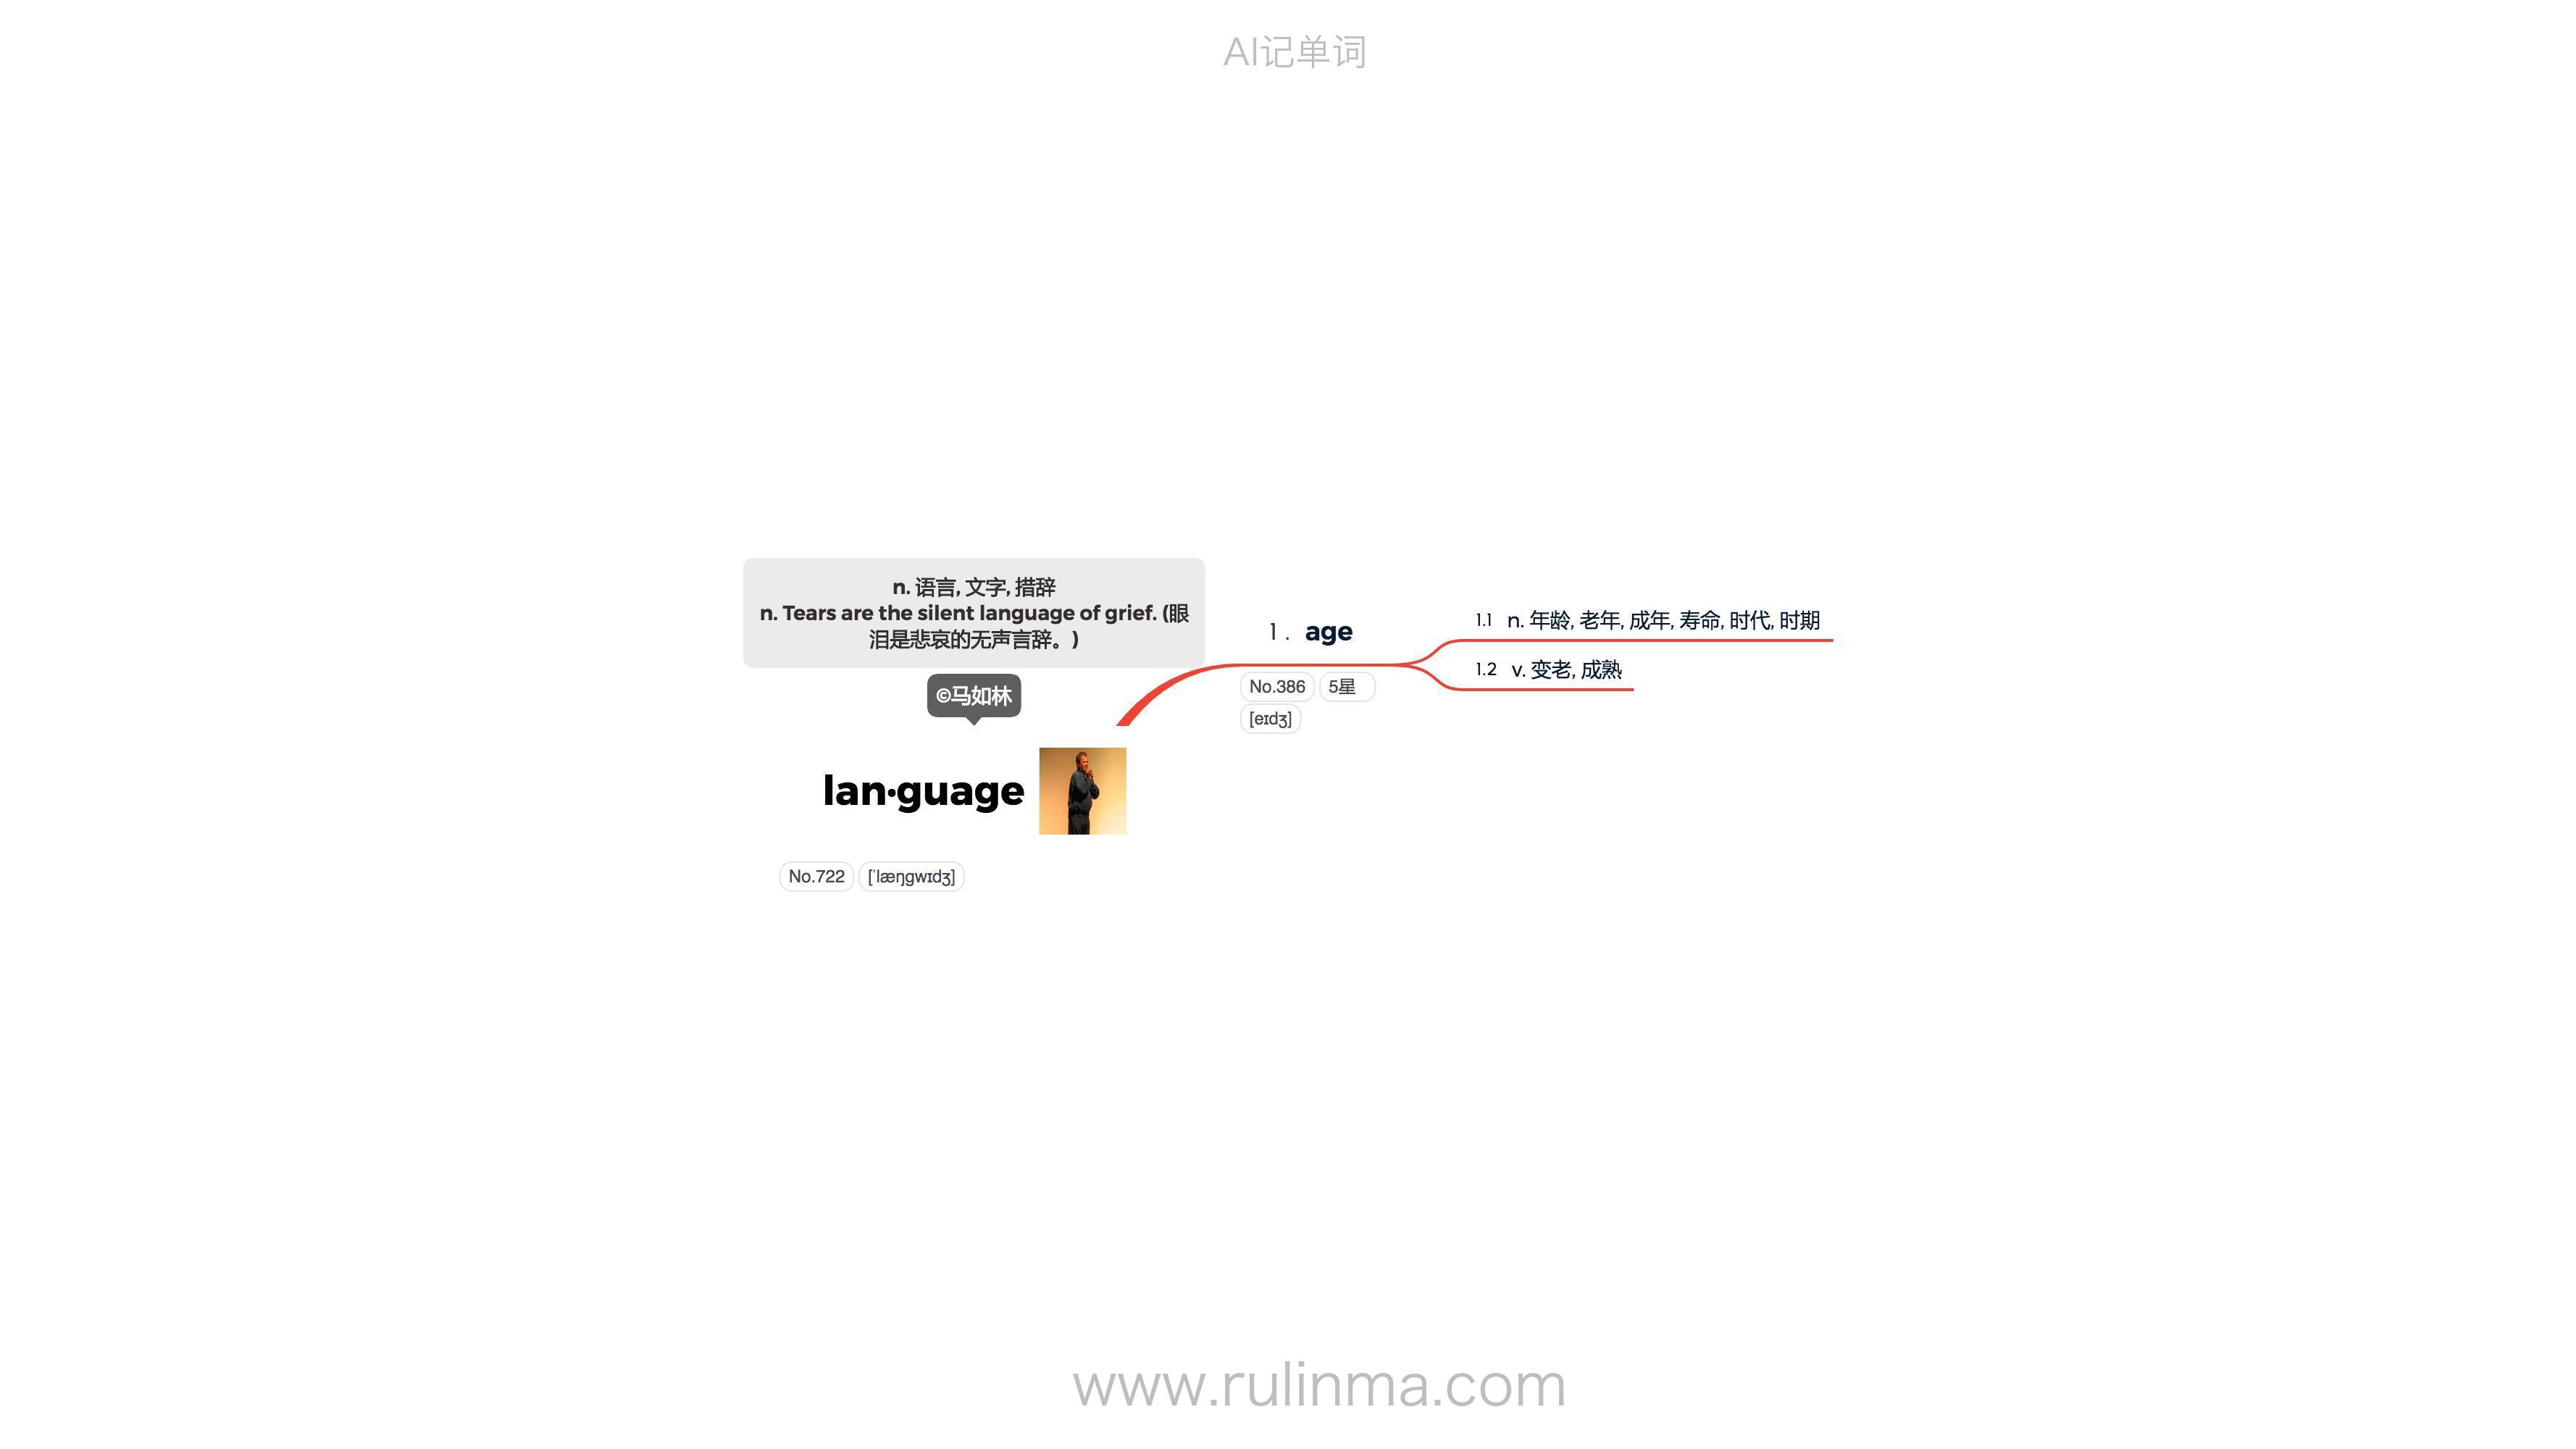 AI记单词
n. 语言, 文字, 措辞
n. Tears are the silent language of grief. (眼
泪是悲哀的无声言辞。)
©马如林
lan·guage
No.722 [ˈlæŋgwɪdʒ]
1. age
No.386 5星
[eɪdʒ]
1.1 n. 年龄, 老年, 成年, 寿命, 时代, 时期
1.2 v. 变老, 成熟
www.rulinma.com